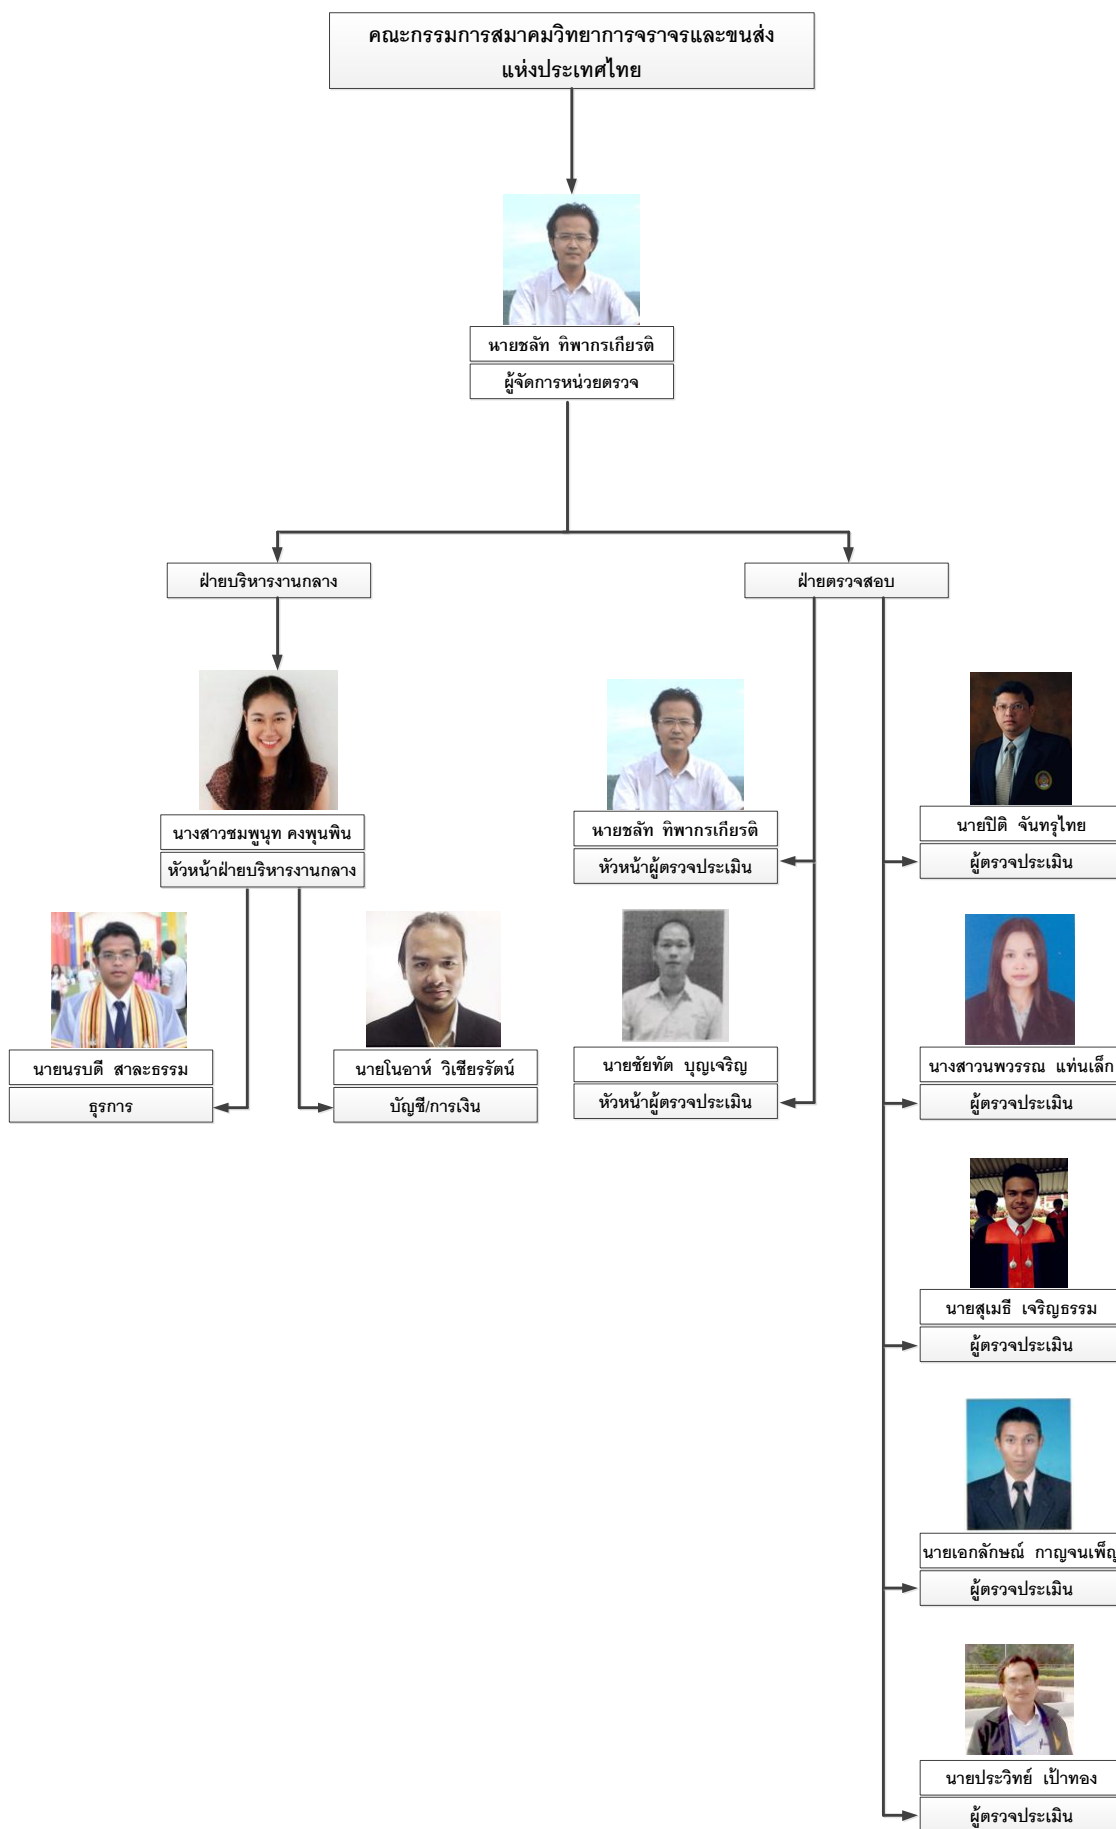 คณะกรรมการสมาคมวิทยาการจราจรและขนส่ง
แห่งประเทศไทย
นายชลัท ทิพากรเกียรติ
ผู้จัดการหน่วยตรวจ
ฝ่ายบริหารงานกลาง
ฝ่ายตรวจสอบ
นางสาวชมพูนุท คงพุนพิน
หัวหน้าฝ่ายบริหารงานกลาง
นายชลัท ทิพากรเกียรติ
หัวหน้าผู้ตรวจประเมิน
นายปิติ จันทรุไทย
ผู้ตรวจประเมิน
นายนรบดี สาละธรรม
ธุรการ
นายโนอาห์ วิเชียรรัตน์
บัญชี/การเงิน
นายชัยทัต บุญเจริญ
หัวหน้าผู้ตรวจประเมิน
นางสาวนพวรรณ แท่นเล็ก
ผู้ตรวจประเมิน
นายสุเมธี เจริญธรรม
ผู้ตรวจประเมิน
นายเอกลักษณ์ กาญจนเพ็ญ
ผู้ตรวจประเมิน
นายประวิทย์ เป้าทอง
ผู้ตรวจประเมิน